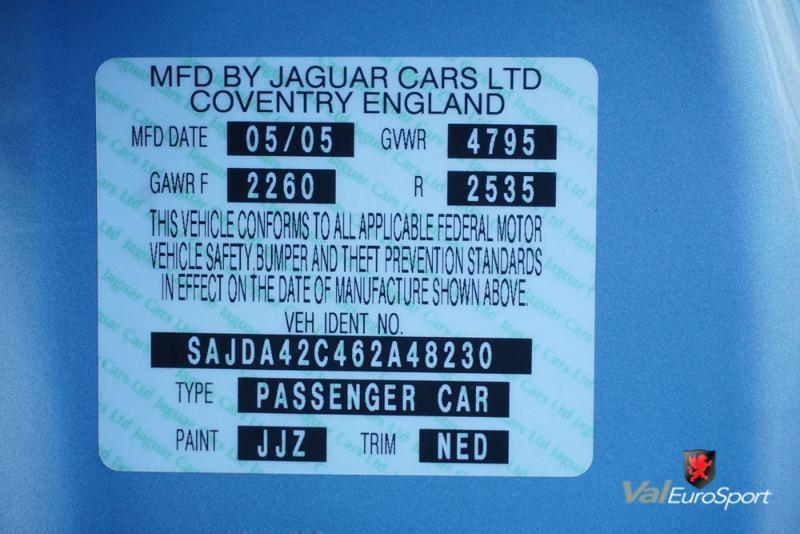 MFD BY JAGUAR CARS LTD
COVENTRY ENGLAND
MFD DATE 05/05 GVWR 4795
GAWR F 2260 R 2535
THIS VEHICLE CONFORMS TO ALL APPLICABLE FEDERAL MOTOR
VEHICLE SAFETY,BUMPER AND THEFT PREVENTION STANDARDS
IN EFFECT ON THE DATE OF MANUFACTURE SHOWN ABOVE.
VEH. IDENT NO.
SAJDA42C462A48230
TYPE PASSENGER CAR
PAINT JJZ TRIM NED
ValEuroSport